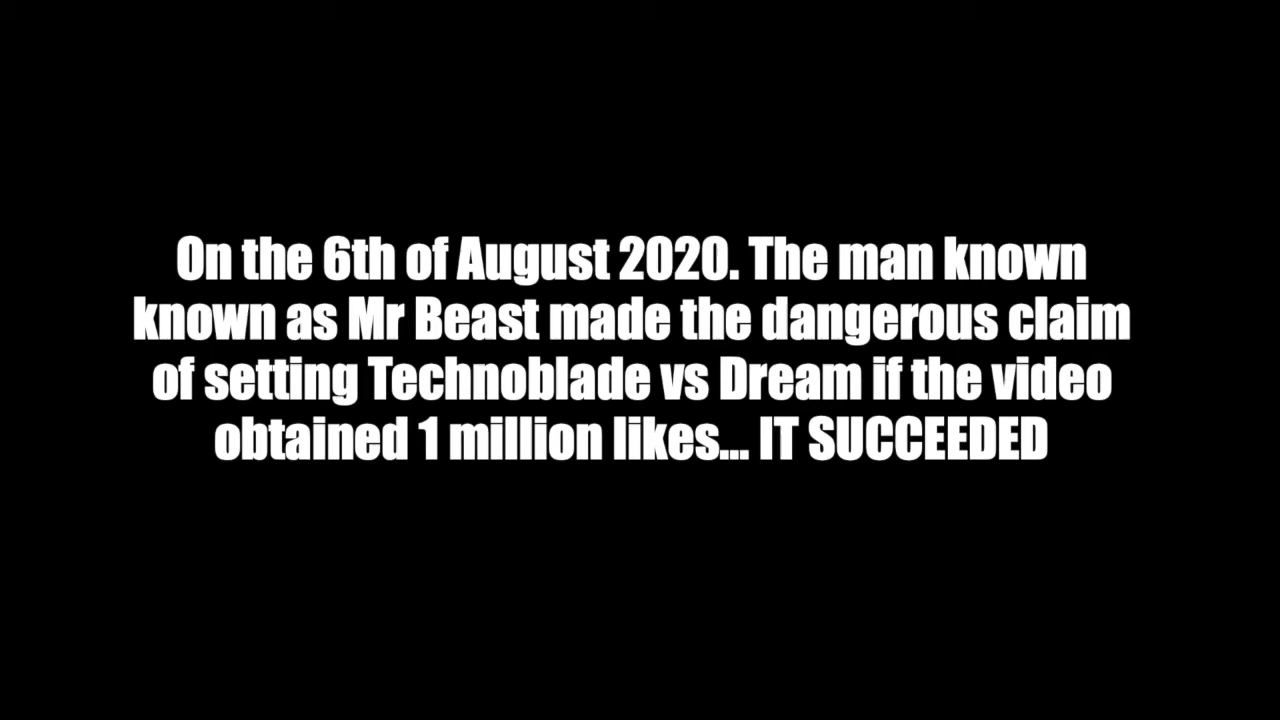 On the 6th of August 2020. The man known
known as Mr Beast made the dangerous claim
of setting Technoblade vs Dream if the video
obtained 1 million likes... IT SUCCEEDED